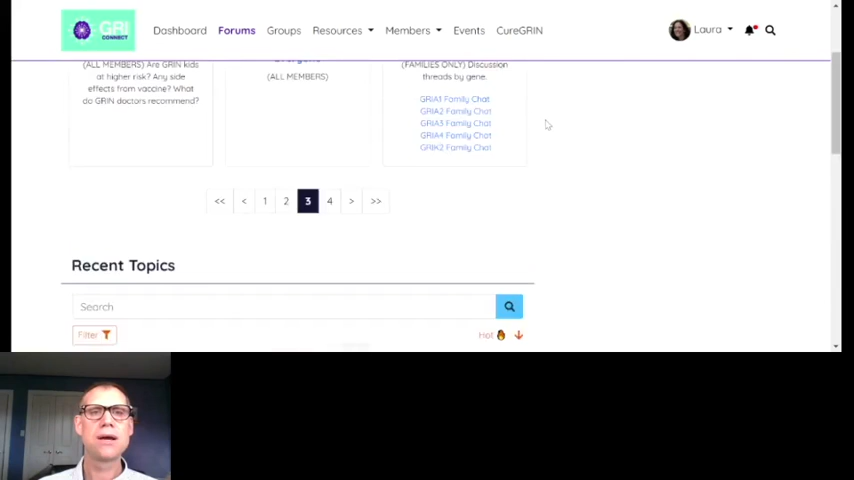 GRI
CONNECT
Dashboard
Forums
Groups
Resources
Members
Events
CureGRIN
Laura
(ALL MEMBERS) Are GRIN kids
at higher risk? Any side
effects from vaccine? What
do GRIN doctors recommend?
(ALL MEMBERS)
(FAMILIES ONLY) Discussion
threads by gene.
GRIA1 Family Chat
GRIA2 Family Chat
GRIA3 Family Chat
GRIA4 Family Chat
GRIK2 Family Chat
<< < 1 2 3 4 > >>
Recent Topics
Search
Filter
Hot